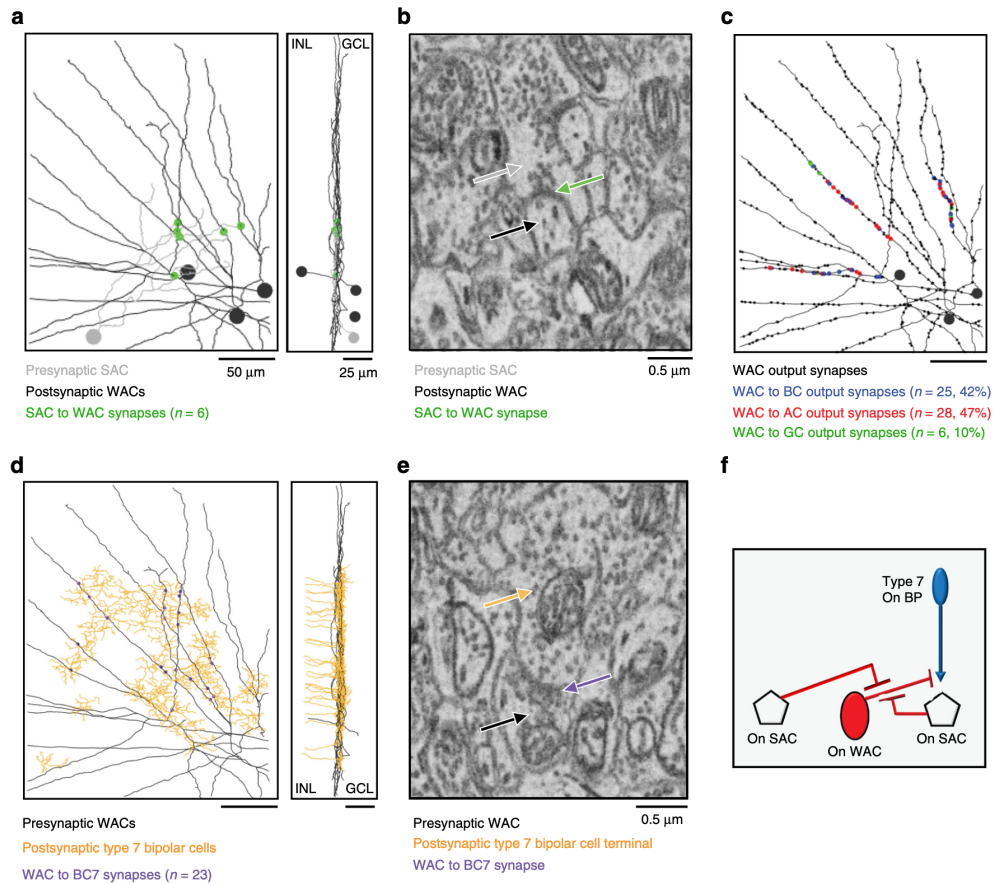 a
INL GCL
50 μm
25 μm
Presynaptic SAC
Postsynaptic WACs
SAC to WAC synapses (n = 6)
b
0.5 μm
Presynaptic SAC
Postsynaptic WAC
SAC to WAC synapse
c
WAC output synapses
WAC to BC output synapses (n = 25, 42%)
WAC to AC output synapses (n = 28, 47%)
WAC to GC output synapses (n = 6, 10%)
d
INL GCL
Presynaptic WACs
Postsynaptic type 7 bipolar cells
WAC to BC7 synapses (n = 23)
e
0.5 μm
Presynaptic WAC
Postsynaptic type 7 bipolar cell terminal
WAC to BC7 synapse
f
Type 7
On BP
On SAC
On WAC
On SAC